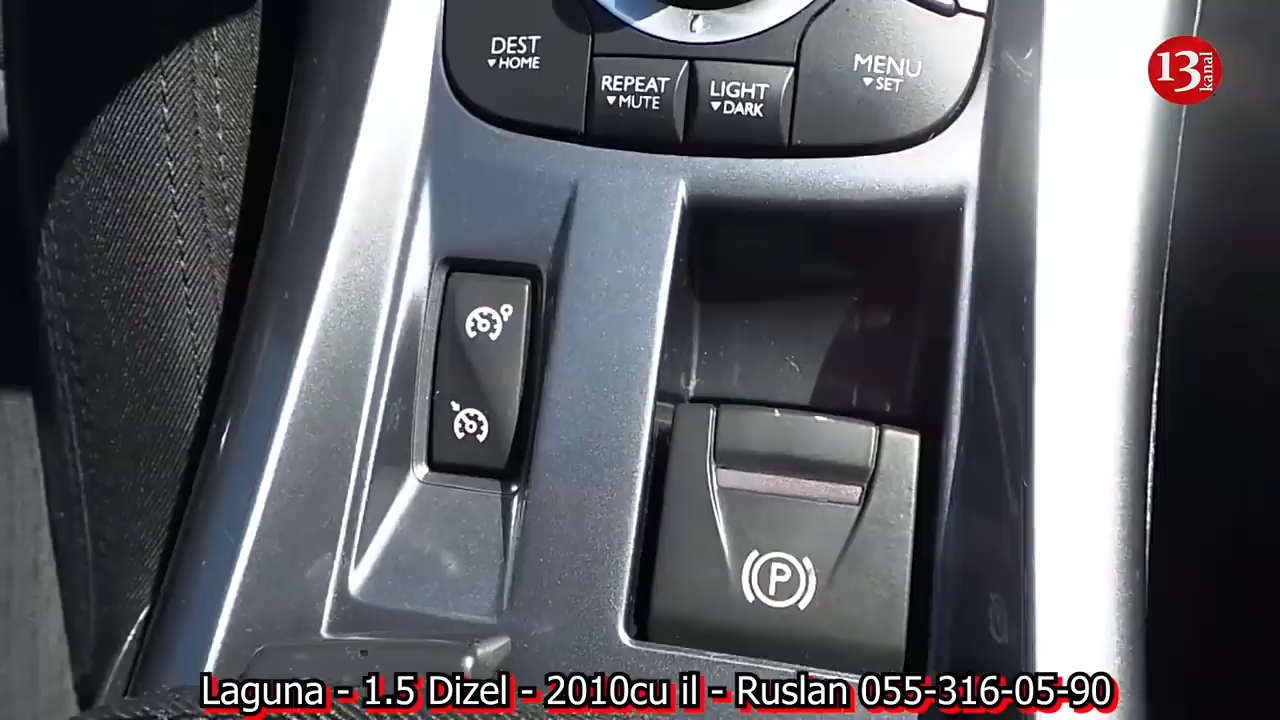 DEST
▼HOME
REPEAT
▼MUTE
LIGHT
▼DARK
MENU
▼SET
13 kanal
P
Laguna - 1.5 Dizel - 2010cu il - Ruslan 055-316-05-90